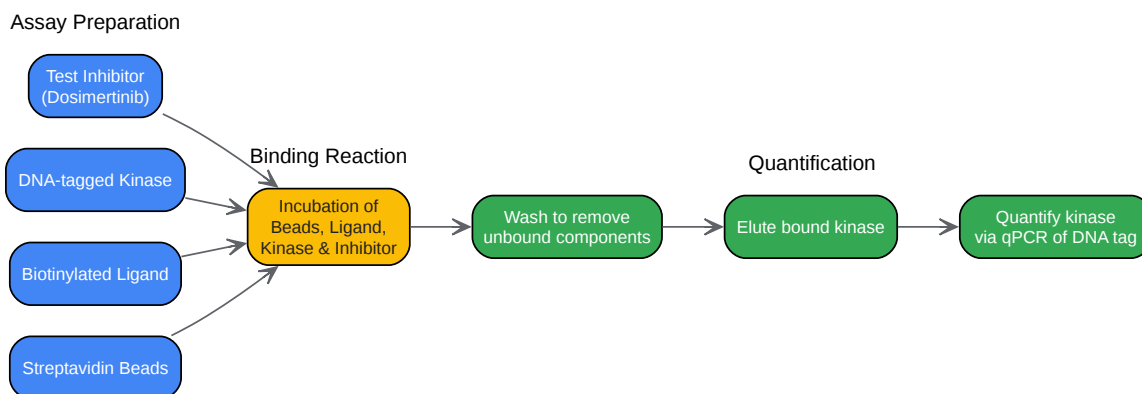 Assay Preparation
Test Inhibitor
(Dosimertinib)
DNA-tagged Kinase
Biotinylated Ligand
Streptavidin Beads
Binding Reaction
Incubation of
Beads, Ligand,
Kinase & Inhibitor
Wash to remove
unbound components
Quantification
Elute bound kinase
Quantify kinase
via qPCR of DNA tag